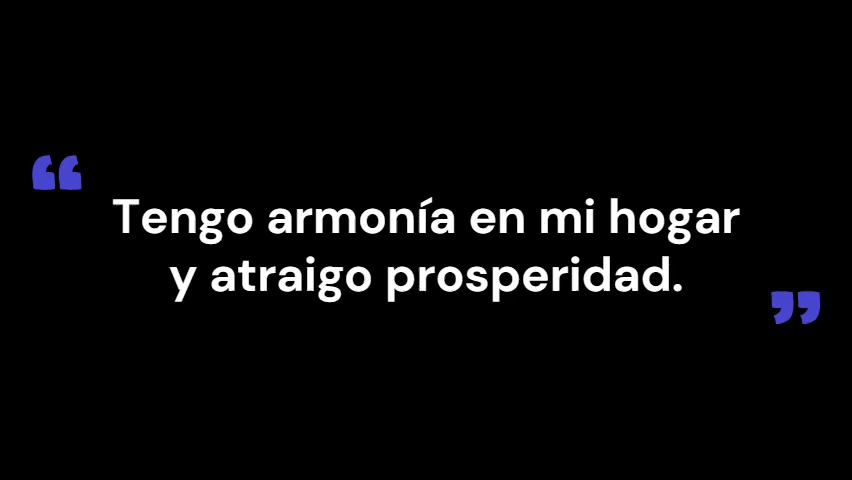 “
Tengo armonía en mi hogar
y atraigo prosperidad.
”